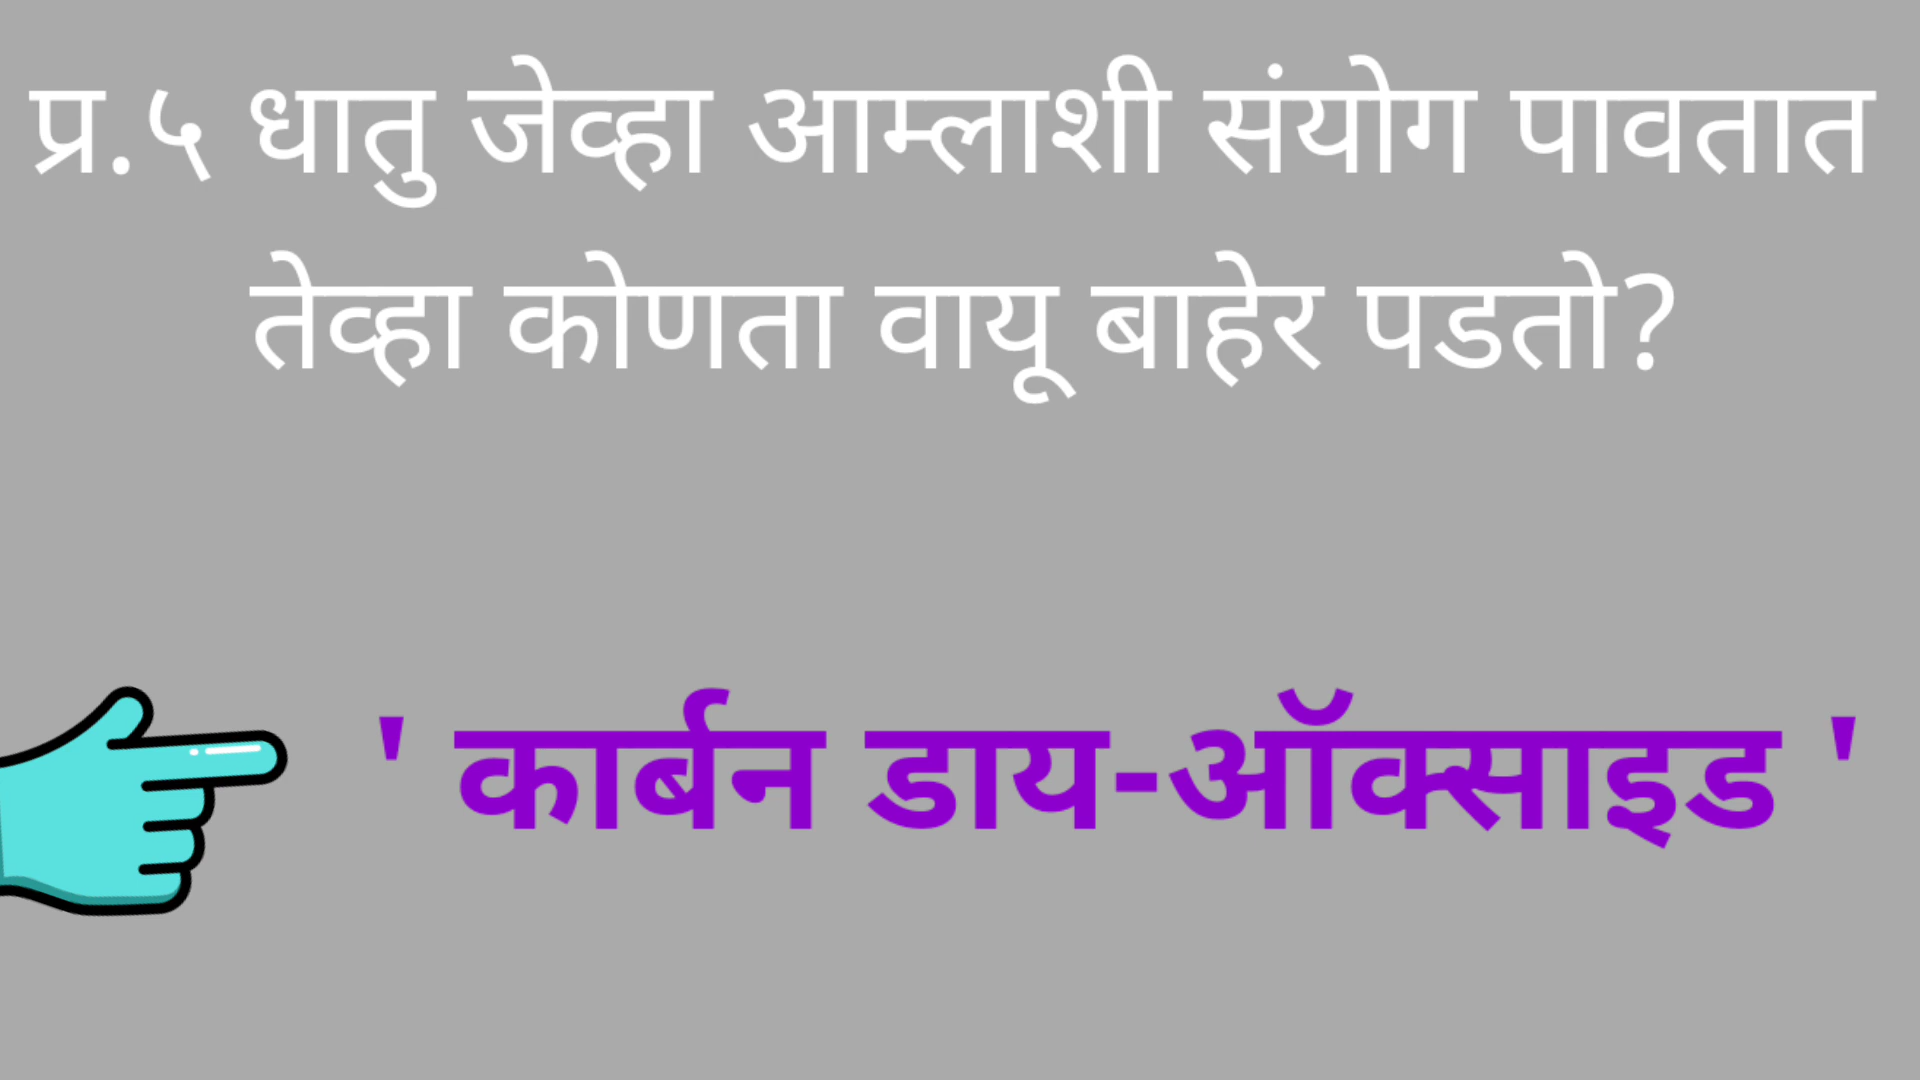 प्र.५ धातु जेव्हा आम्लाशी संयोग पावतात
तेव्हा कोणता वायू बाहेर पडतो?
' कार्बन डाय-ऑक्साइड '